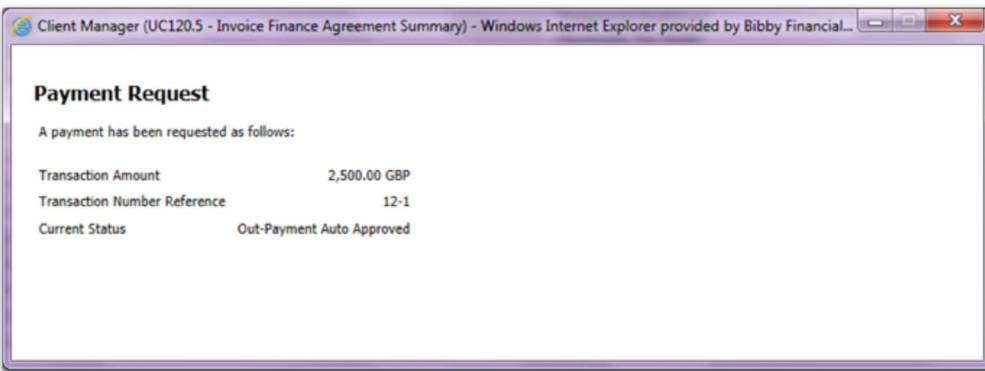 Client Manager (UC120.5 - Invoice Finance Agreement Summary) - Windows Internet Explorer provided by Bibby Financial...
Payment Request
A payment has been requested as follows:
Transaction Amount 2,500.00 GBP
Transaction Number Reference 12-1
Current Status Out-Payment Auto Approved